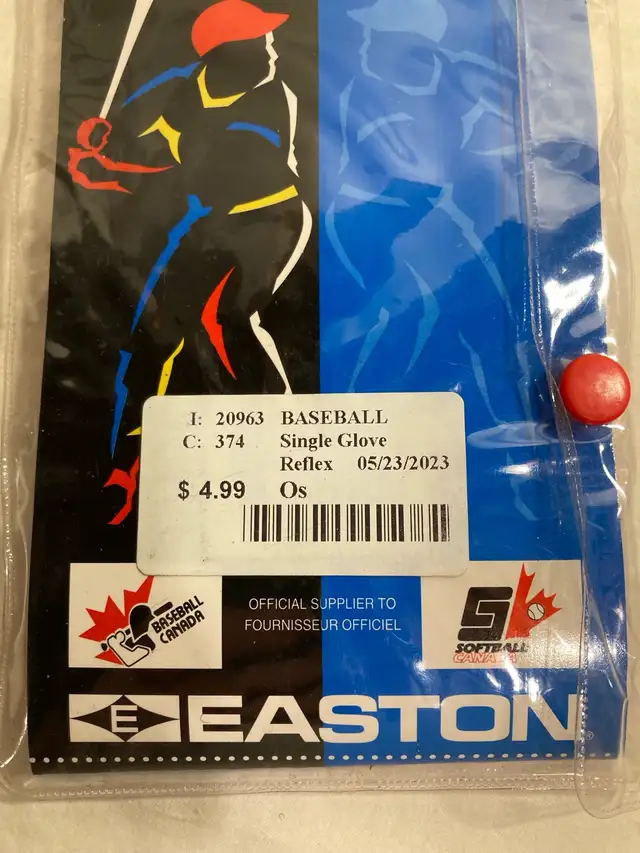 I: 20963 BASEBALL
C: 374 Single Glove
Reflex 05/23/2023
$ 4.99 Os
BASEBALL
CANADA
OFFICIAL SUPPLIER TO
FOURNISSEUR OFFICIEL
SOFTBALL
CANADA
E EASTON®